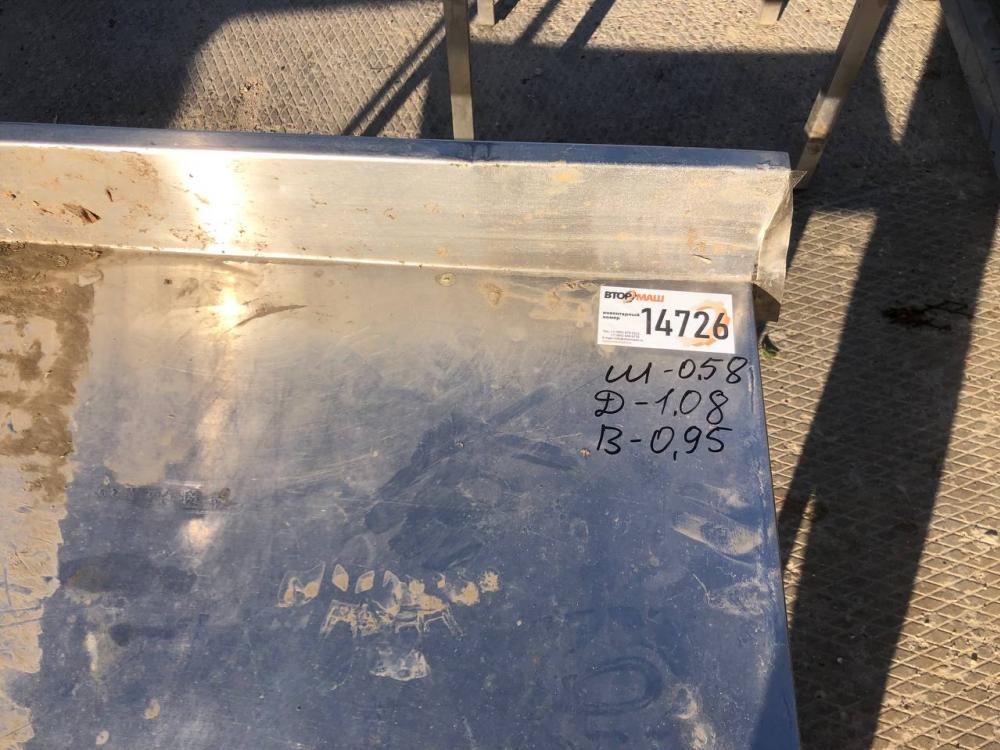 ВТОРМАШ
инвентарный
номер
14726
Ш-0.58
Д-1.08
В-0,95